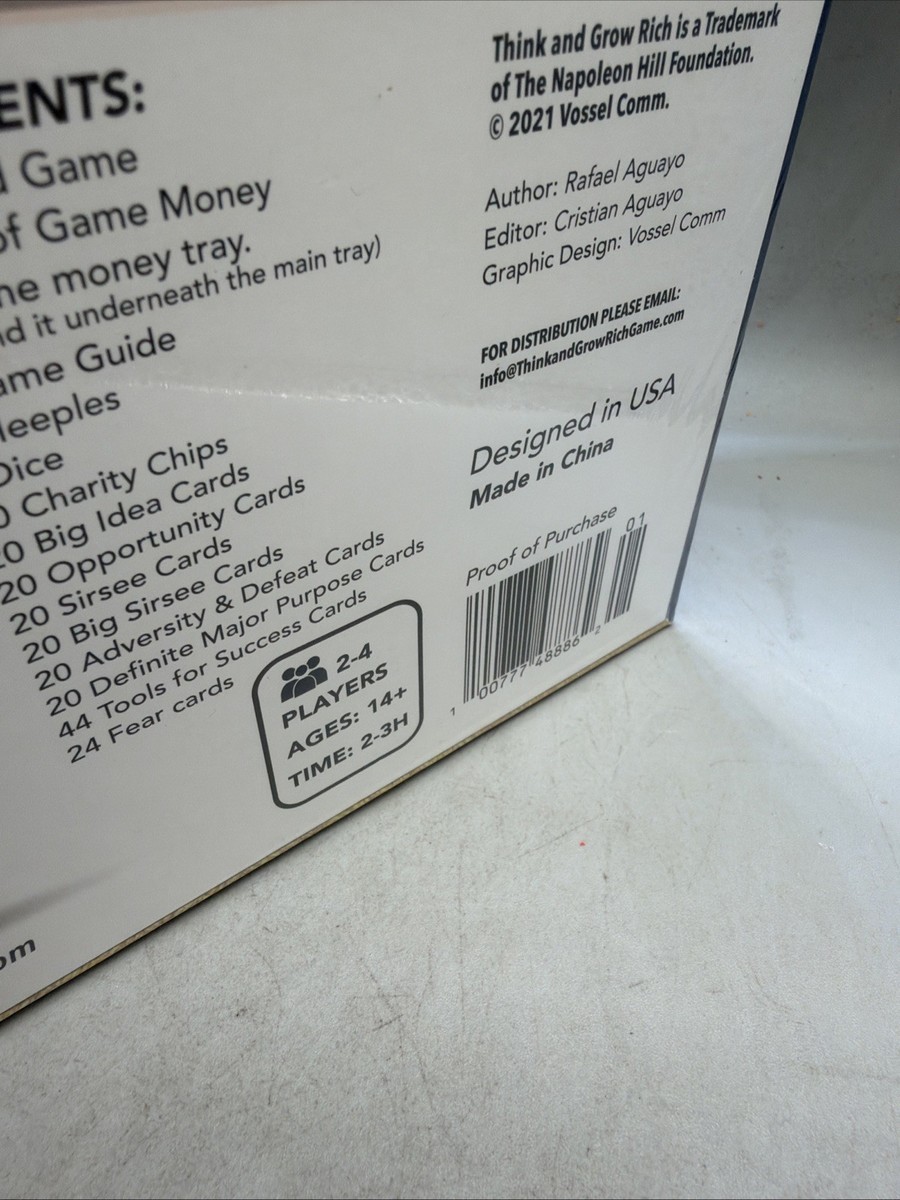 ENTS:
Game
of Game Money
money tray.
it underneath the main tray)
Guide
Dice
Charity Chips
Big Idea Cards
20 Opportunity Cards
20 Sirsee Cards
20 Big Sirsee Cards
20 Adversity & Defeat Cards
20 Definite Major Purpose Cards
44 Tools for Success Cards
24 Fear cards
2-4
PLAYERS
AGES: 14+
TIME: 2-3H
Think and Grow Rich is a Trademark
of The Napoleon Hill Foundation.
© 2021 Vossel Comm.
Author: Rafael Aguayo
Editor: Cristian Aguayo
Graphic Design: Vossel Comm
FOR DISTRIBUTION PLEASE EMAIL:
info@ThinkandGrowRichGame.com
Designed in USA
Made in China
Proof of Purchase
01
1 00777 48886 2